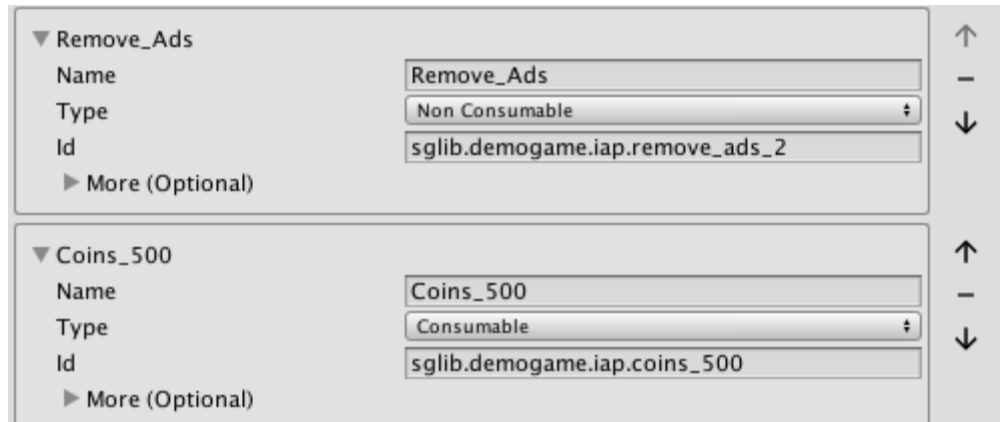 Remove_Ads
Name Remove_Ads
Type Non Consumable
Id sglib.demogame.iap.remove_ads_2
More (Optional)
Coins_500
Name Coins_500
Type Consumable
Id sglib.demogame.iap.coins_500
More (Optional)